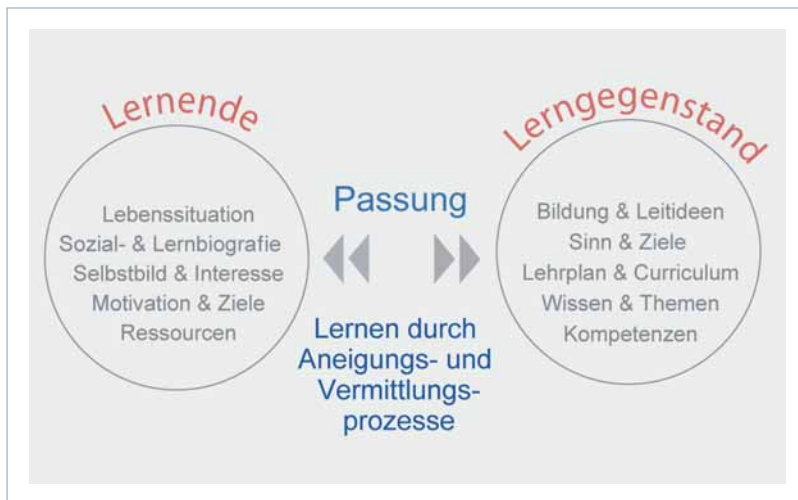 Lernende
Lebenssituation
Sozial- & Lernbiografie
Selbstbild & Interesse
Motivation & Ziele
Ressourcen
Passung
Lernen durch
Aneigungs- und
Vermittlungs-
prozesse
Lerngegenstand
Bildung & Leitideen
Sinn & Ziele
Lehrplan & Curriculum
Wissen & Themen
Kompetenzen